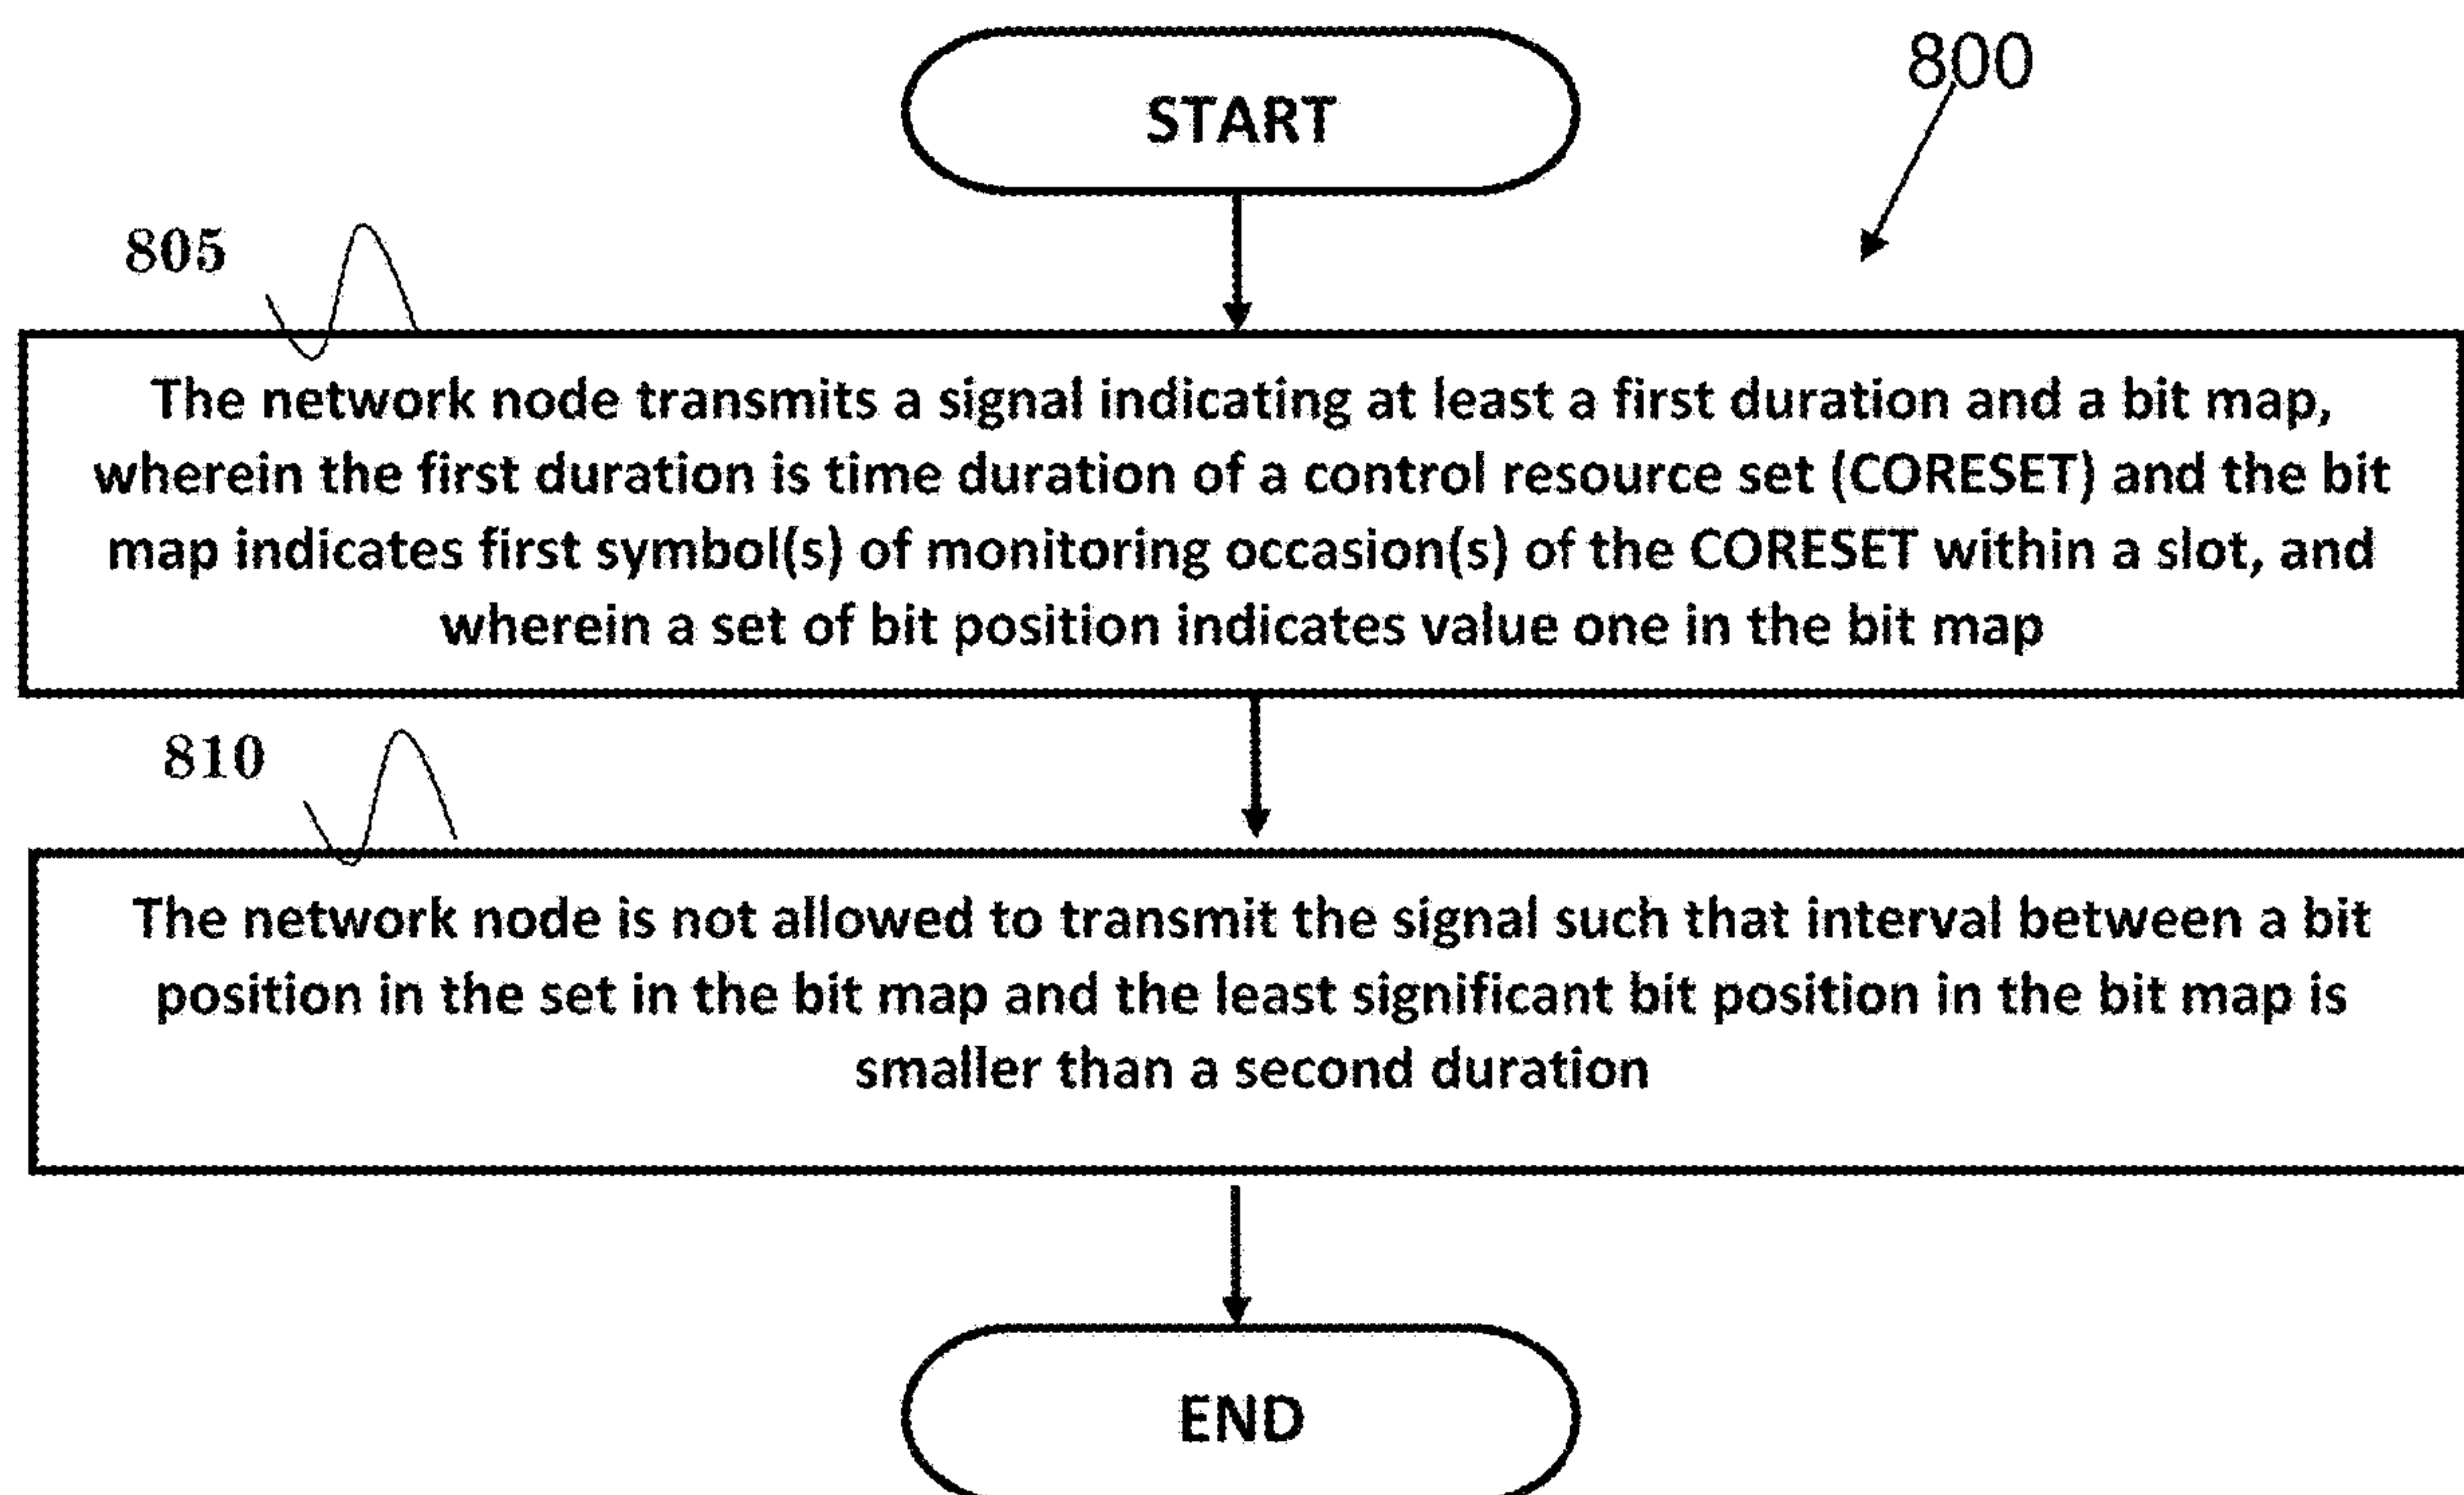 START
800
805
The network node transmits a signal indicating at least a first duration and a bit map,
wherein the first duration is time duration of a control resource set (CORESET) and the bit
map indicates first symbol(s) of monitoring occasion(s) of the CORESET within a slot, and
wherein a set of bit position indicates value one in the bit map
810
The network node is not allowed to transmit the signal such that interval between a bit
position in the set in the bit map and the least significant bit position in the bit map is
smaller than a second duration
END